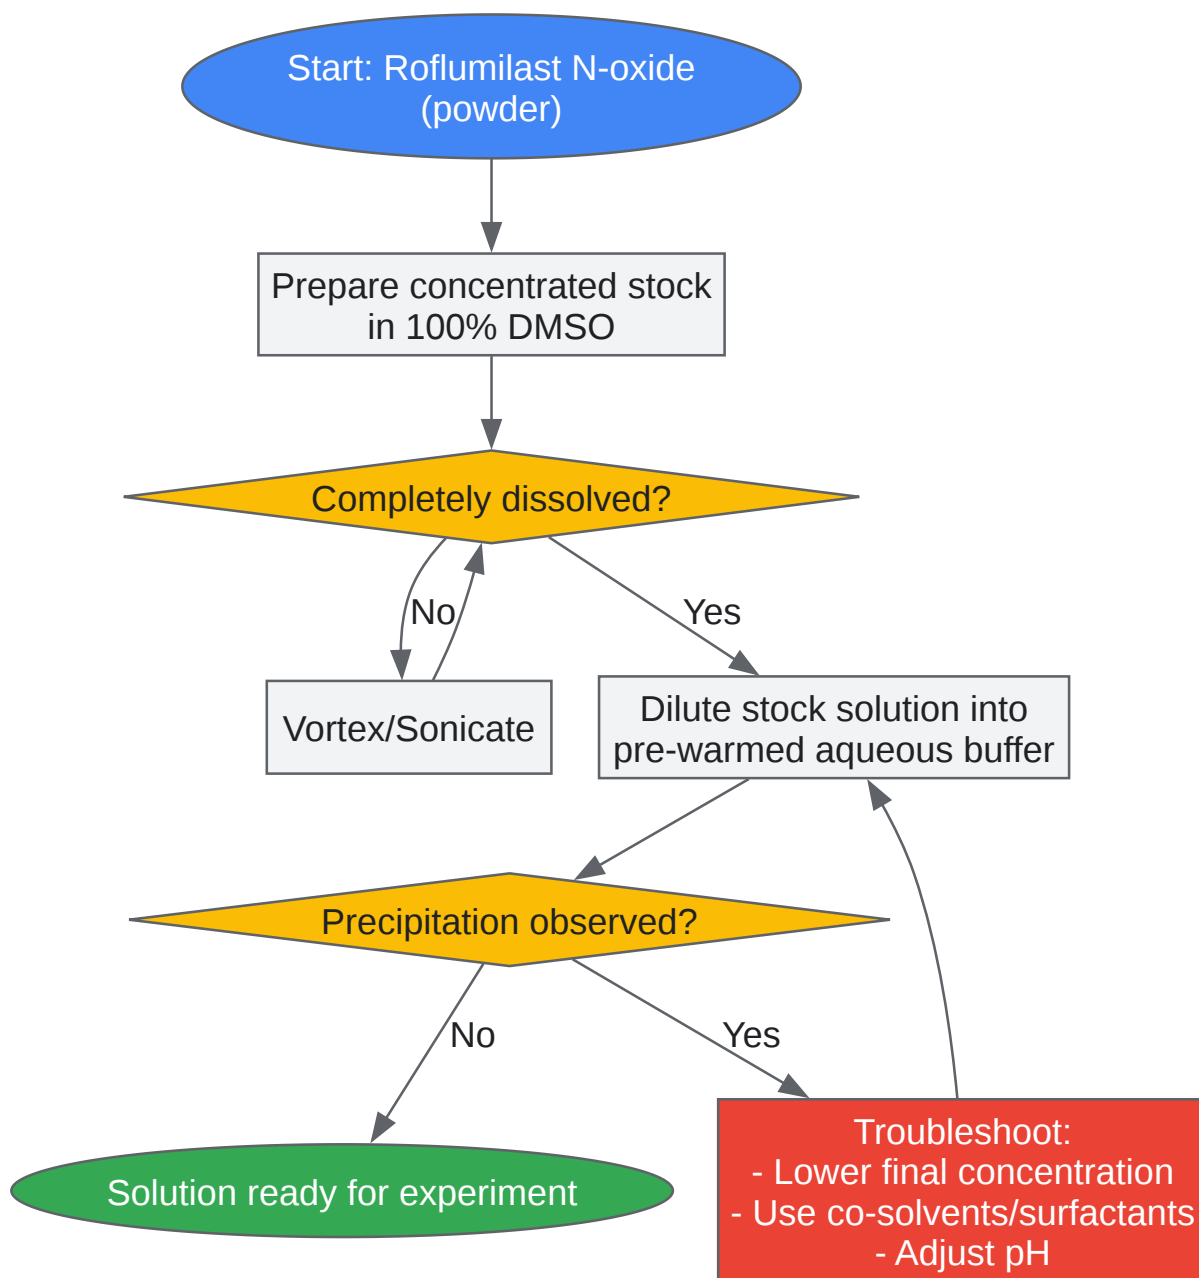 Start: Roflumilast N-oxide
(powder)
Prepare concentrated stock
in 100% DMSO
Completely dissolved?
No
Yes
Vortex/Sonicate
Dilute stock solution into
pre-warmed aqueous buffer
Precipitation observed?
No
Yes
Solution ready for experiment
Troubleshoot:
- Lower final concentration
- Use co-solvents/surfactants
- Adjust pH